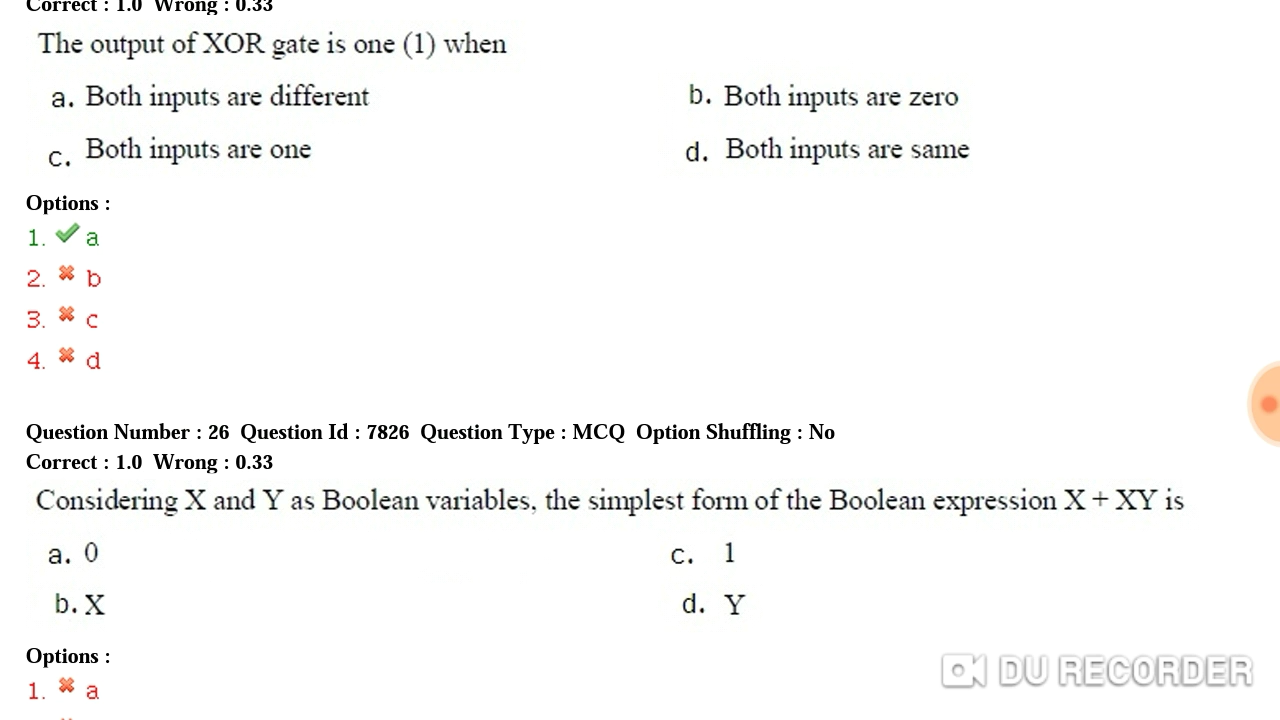 Correct : 1.0 Wrong : 0.33
The output of XOR gate is one (1) when
a. Both inputs are different
b. Both inputs are zero
c. Both inputs are one
d. Both inputs are same
Options :
1. a
2. b
3. c
4. d
Question Number : 26 Question Id : 7826 Question Type : MCQ Option Shuffling : No
Correct : 1.0 Wrong : 0.33
Considering X and Y as Boolean variables, the simplest form of the Boolean expression X + XY is
a. 0
c. 1
b. X
d. Y
Options :
1. a
DU RECORDER